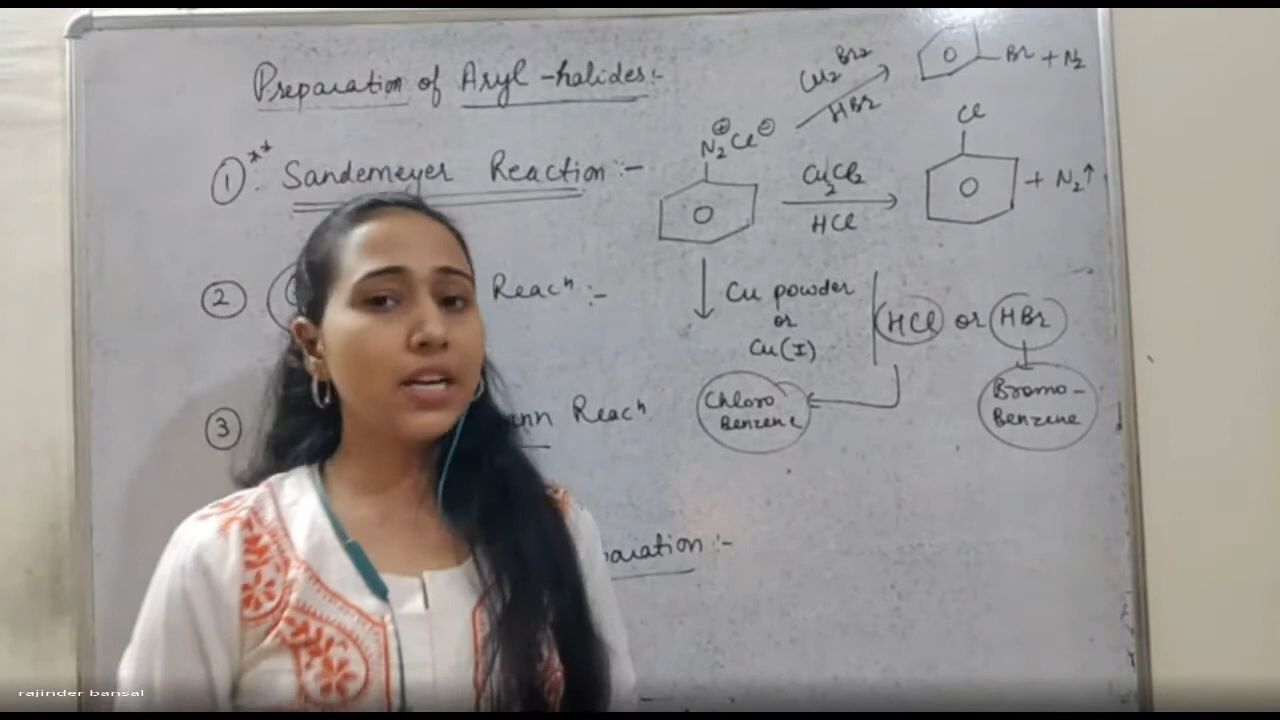 Preparation of Aryl-halides:-
① ** Sandemeyer Reaction :-
② Reacⁿ :-
③ ann Reacⁿ
aration :-
N₂⊕Cl⊖
Cu₂Br₂
HBr
Br + N₂
Cu₂Cl₂
HCl
Cl
+ N₂↑
Cu powder
or
Cu(I)
HCl or HBr
Chloro
Benzene
Bromo-
Benzene
rajinder bansal